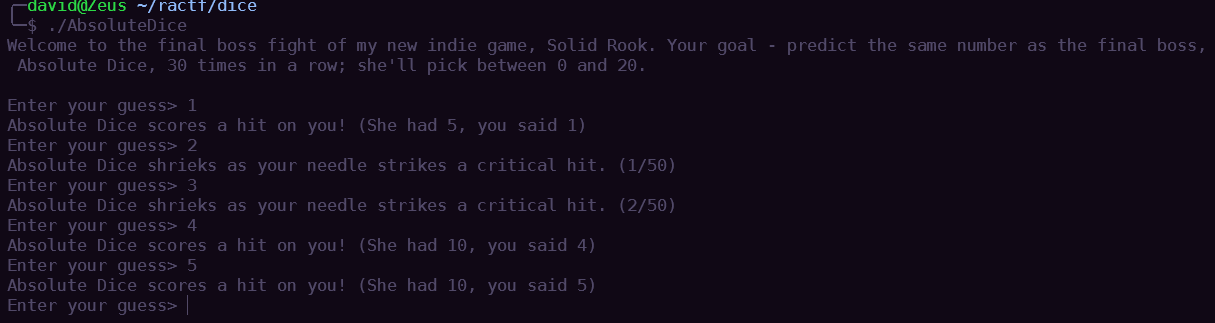 david@Zeus ~/ractf/dice
$ ./AbsoluteDice
Welcome to the final boss fight of my new indie game, Solid Rook. Your goal - predict the same number as the final boss,
Absolute Dice, 30 times in a row; she'll pick between 0 and 20.
Enter your guess> 1
Absolute Dice scores a hit on you! (She had 5, you said 1)
Enter your guess> 2
Absolute Dice shrieks as your needle strikes a critical hit. (1/50)
Enter your guess> 3
Absolute Dice shrieks as your needle strikes a critical hit. (2/50)
Enter your guess> 4
Absolute Dice scores a hit on you! (She had 10, you said 4)
Enter your guess> 5
Absolute Dice scores a hit on you! (She had 10, you said 5)
Enter your guess>